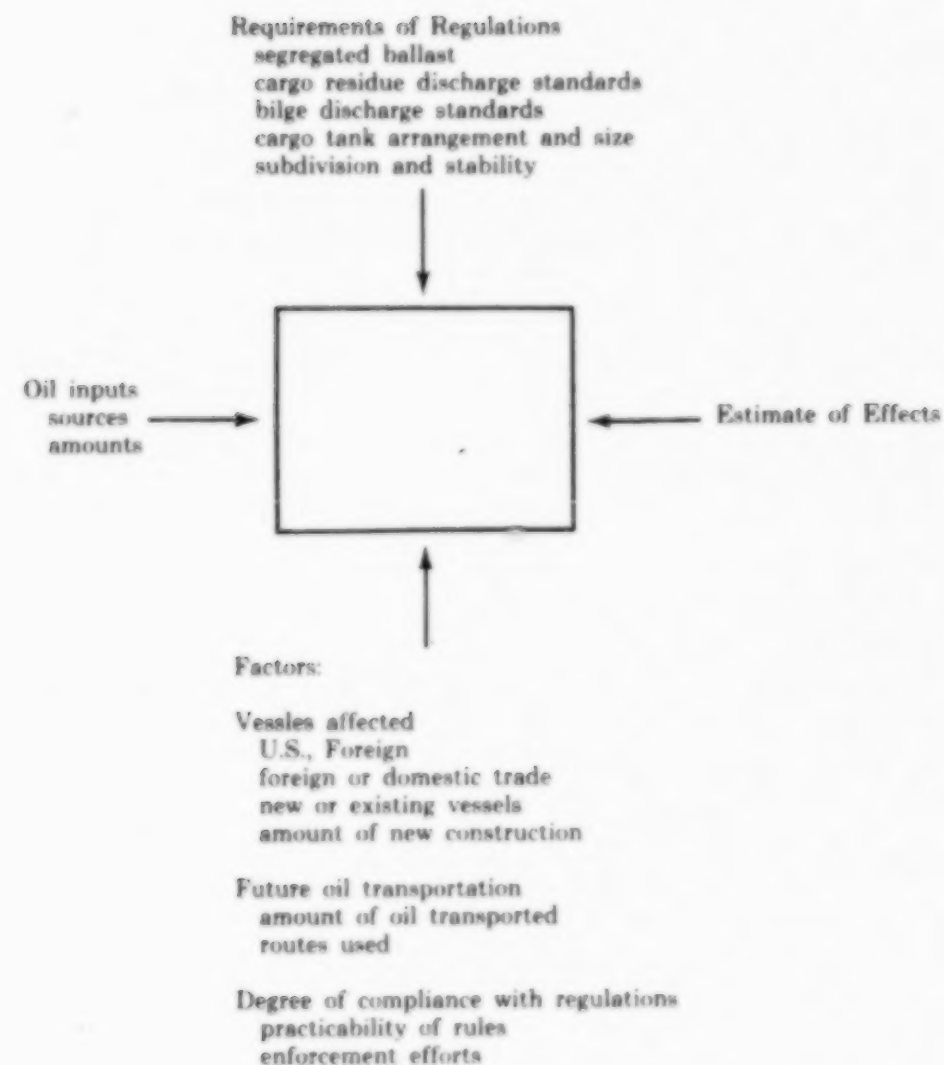 Requirements of Regulations
segregated ballast
cargo residue discharge standards
bilge discharge standards
cargo tank arrangement and size
subdivision and stability
Oil inputs
sources
amounts
Estimate of Effects
Factors:
Vessles affected
U.S., Foreign
foreign or domestic trade
new or existing vessels
amount of new construction
Future oil transportation
amount of oil transported
routes used
Degree of compliance with regulations
practicability of rules
enforcement efforts